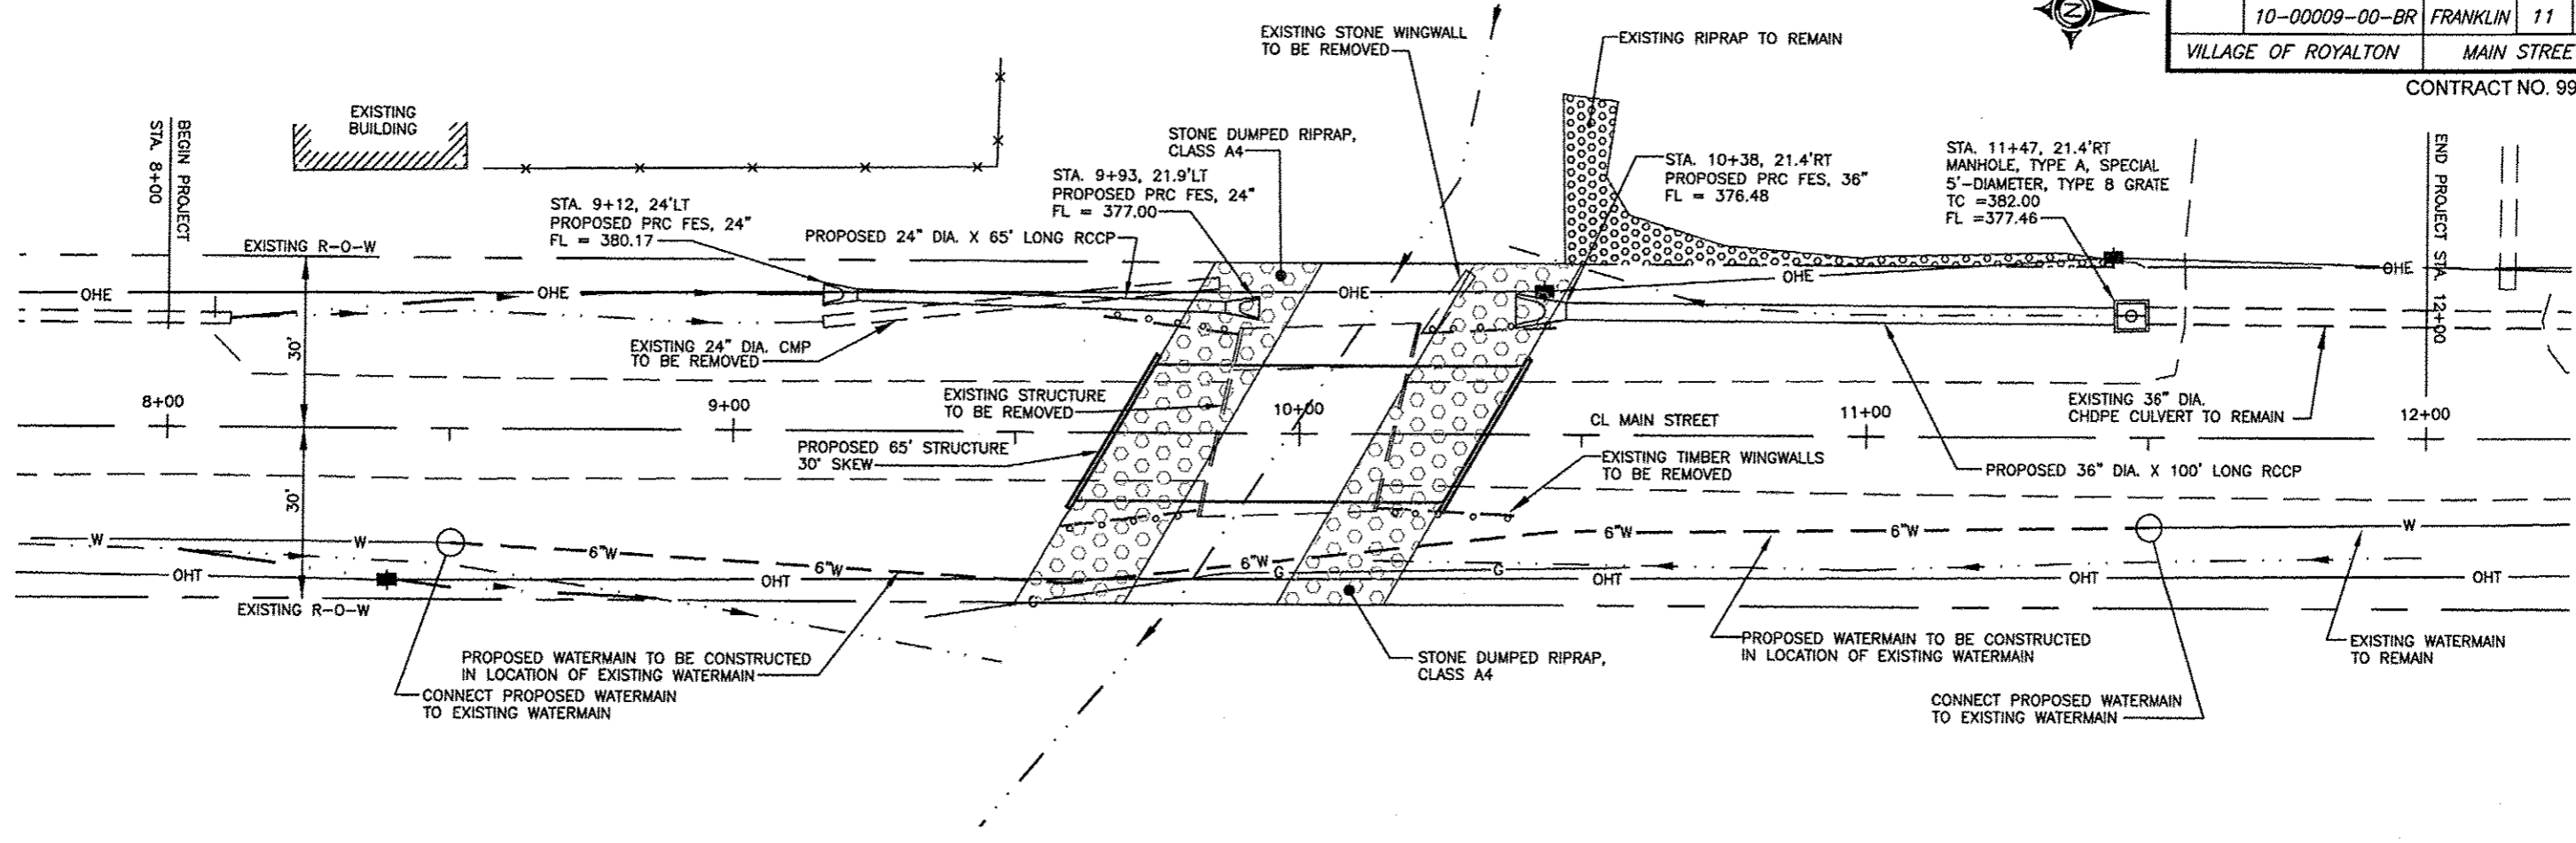 N
10-00009-00-BR FRANKLIN 11
VILLAGE OF ROYALTON MAIN STREE
CONTRACT NO. 99
BEGIN PROJECT
STA. 8+00
EXISTING
BUILDING
EXISTING STONE WINGWALL
TO BE REMOVED
EXISTING RIPRAP TO REMAIN
STONE DUMPED RIPRAP,
CLASS A4
STA. 9+12, 24'LT
PROPOSED PRC FES, 24"
FL = 380.17
STA. 9+93, 21.9'LT
PROPOSED PRC FES, 24"
FL = 377.00
PROPOSED 24" DIA. X 65' LONG RCCP
STA. 10+38, 21.4'RT
PROPOSED PRC FES, 36"
FL = 376.48
STA. 11+47, 21.4'RT
MANHOLE, TYPE A, SPECIAL
5'-DIAMETER, TYPE 8 GRATE
TC =382.00
FL =377.46
END PROJECT STA. 12+00
EXISTING R-O-W
OHE
OHE
OHE
OHE
OHE
30'
EXISTING 24" DIA. CMP
TO BE REMOVED
EXISTING STRUCTURE
TO BE REMOVED
EXISTING 36" DIA.
CHDPE CULVERT TO REMAIN
8+00
9+00
10+00
11+00
12+00
CL MAIN STREET
PROPOSED 65' STRUCTURE
30° SKEW
EXISTING TIMBER WINGWALLS
TO BE REMOVED
PROPOSED 36" DIA. X 100' LONG RCCP
30'
W
W
6"W
6"W
6"W
6"W
6"W
W
G
G
G
OHT
OHT
OHT
OHT
OHT
EXISTING R-O-W
PROPOSED WATERMAIN TO BE CONSTRUCTED
IN LOCATION OF EXISTING WATERMAIN
CONNECT PROPOSED WATERMAIN
TO EXISTING WATERMAIN
STONE DUMPED RIPRAP,
CLASS A4
PROPOSED WATERMAIN TO BE CONSTRUCTED
IN LOCATION OF EXISTING WATERMAIN
EXISTING WATERMAIN
TO REMAIN
CONNECT PROPOSED WATERMAIN
TO EXISTING WATERMAIN